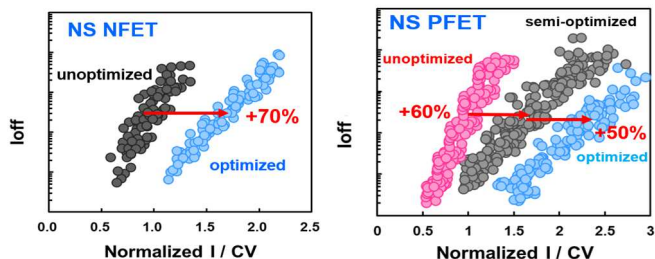 NS NFET
unoptimized
+70%
optimized
Ioff
0.0 0.5 1.0 1.5 2.0 2.5
Normalized I / CV
NS PFET
semi-optimized
unoptimized
+60%
+50%
optimized
Ioff
0 0.5 1 1.5 2 2.5 3
Normalized I / CV